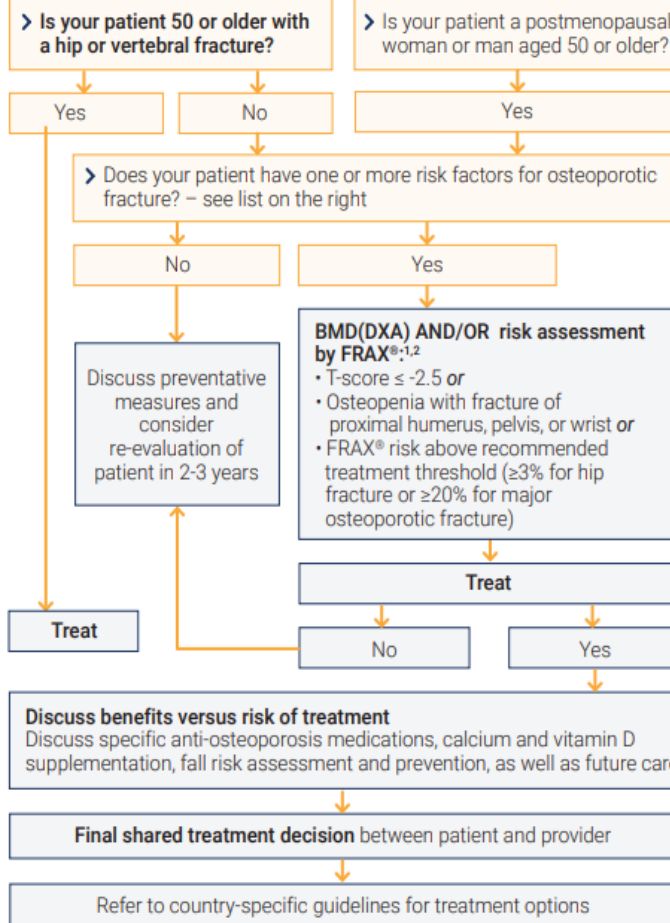 Is your patient 50 or older with
a hip or vertebral fracture?
Is your patient a postmenopausal
woman or man aged 50 or older?
Yes
No
Yes
Does your patient have one or more risk factors for osteoporotic
fracture? – see list on the right
No
Yes
Discuss preventative
measures and
consider
re-evaluation of
patient in 2-3 years
BMD(DXA) AND/OR risk assessment
by FRAX®:1,2
• T-score ≤ -2.5 or
• Osteopenia with fracture of
proximal humerus, pelvis, or wrist or
• FRAX® risk above recommended
treatment threshold (≥3% for hip
fracture or ≥20% for major
osteoporotic fracture)
Treat
Treat
No
Yes
Discuss benefits versus risk of treatment
Discuss specific anti-osteoporosis medications, calcium and vitamin D
supplementation, fall risk assessment and prevention, as well as future car
Final shared treatment decision between patient and provider
Refer to country-specific guidelines for treatment options